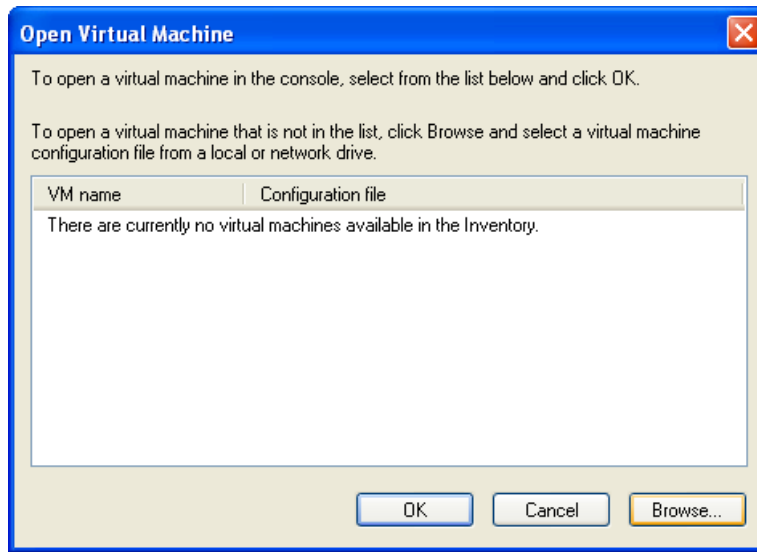 Open Virtual Machine
To open a virtual machine in the console, select from the list below and click OK.
To open a virtual machine that is not in the list, click Browse and select a virtual machine
configuration file from a local or network drive.
VM name Configuration file
There are currently no virtual machines available in the Inventory.
OK Cancel Browse...